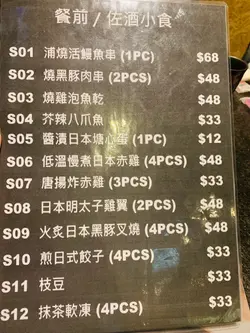 餐前 / 佐酒小食
S01 浦燒活鰻魚串 (1PC) $68
S02 燒黑豚肉串 (2PCS) $48
S03 燒雞泡魚乾 $48
S04 芥辣八爪魚 $33
S05 醬漬日本塘心蛋 (1PC) $12
S06 低溫慢煮日本赤雞 (4PCS) $48
S07 唐揚炸赤雞 (3PCS) $33
S08 日本明太子雞翼 (2PCS) $48
S09 火炙日本黑豚叉燒 (4PCS) $48
S10 煎日式餃子 (4PCS) $33
S11 枝豆 $33
S12 抹茶軟凍 (4PCS) $33